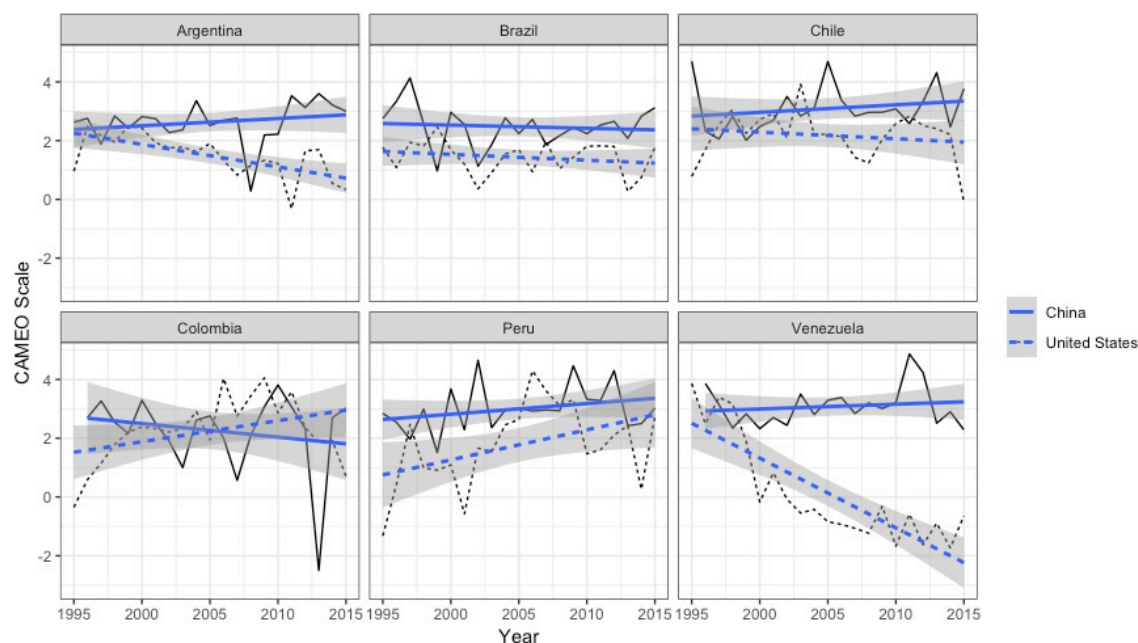 Argentina
Brazil
Chile
4
2
0
-2
Colombia
Peru
Venezuela
4
2
0
-2
1995 2000 2005 2010 2015
1995 2000 2005 2010 2015
1995 2000 2005 2010 2015
Year
CAMEO Scale
China
United States